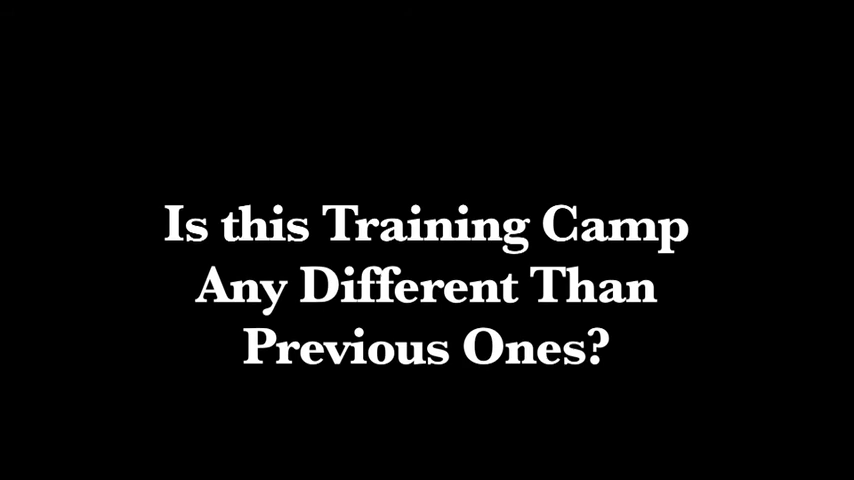 Is this Training Camp
Any Different Than
Previous Ones?